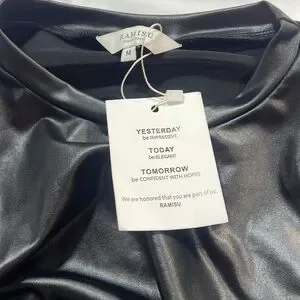 RAMISU
M
YESTERDAY
be IMPRESSIVE
TODAY
be ELEGANT
TOMORROW
be CONFIDENT WITH HOPES
We are honored that you are part of us.
RAMISU